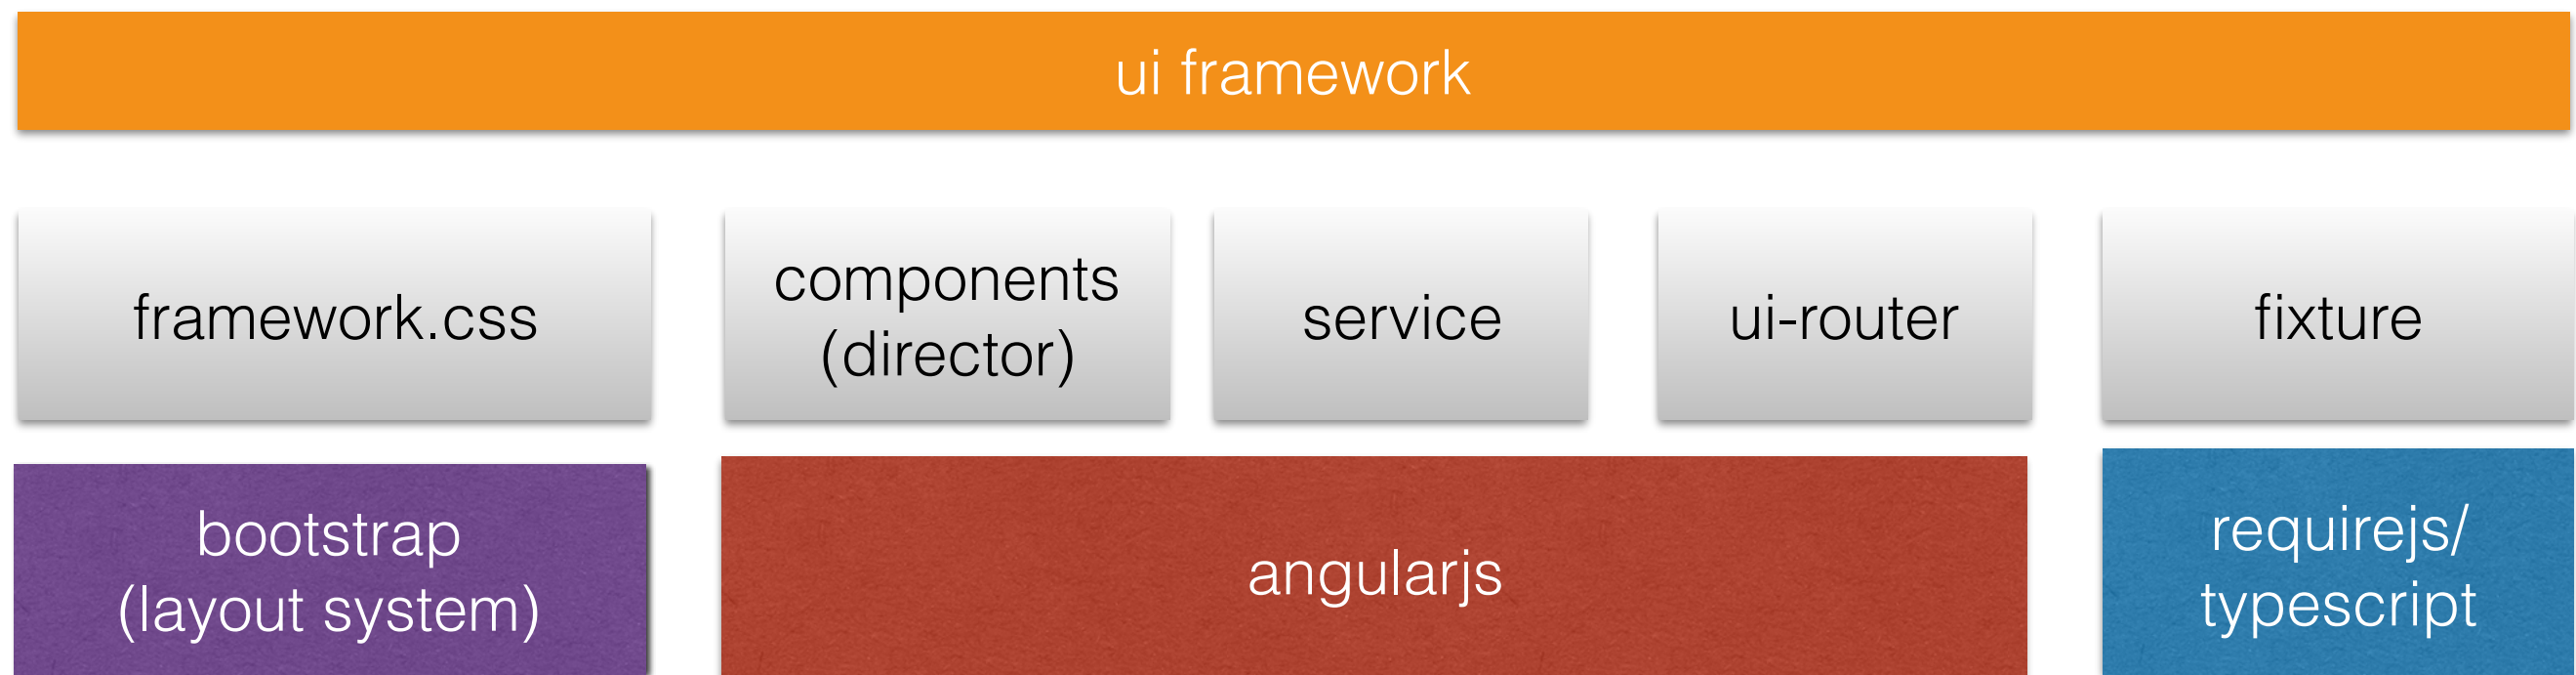 ui framework
framework.css
components
(director)
service
ui-router
fixture
bootstrap
(layout system)
angularjs
requirejs/
typescript